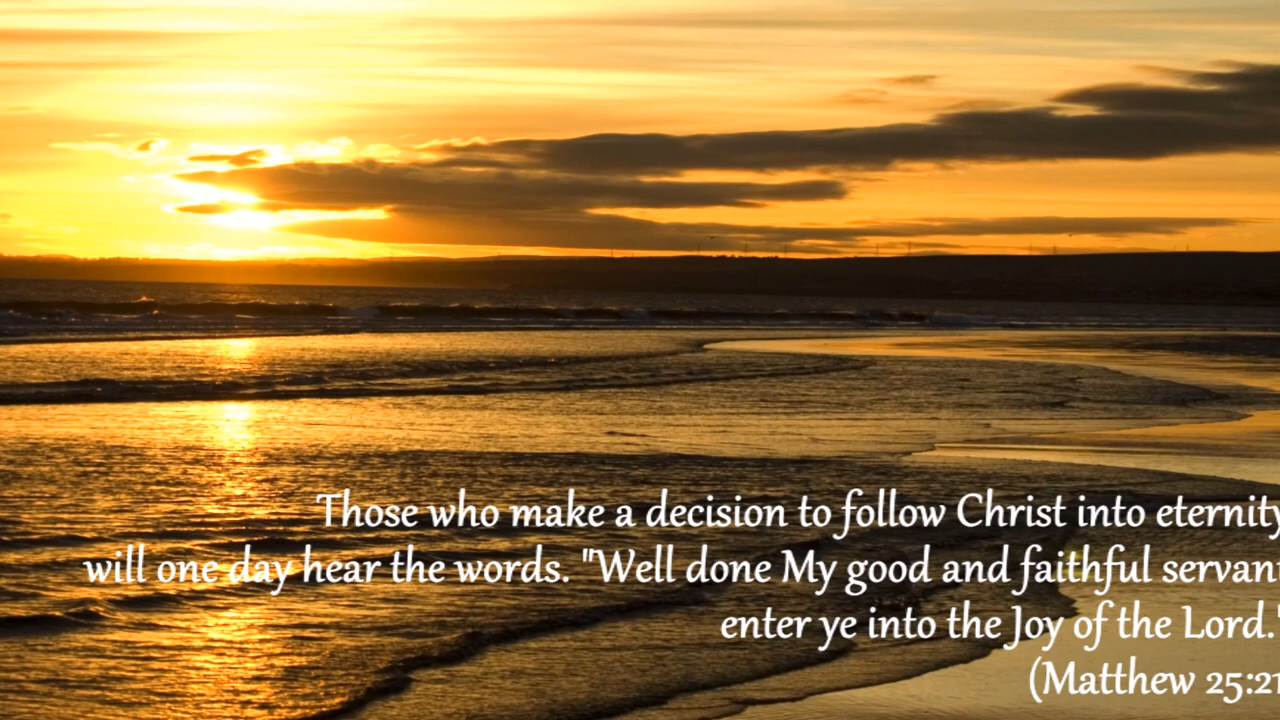 Those who make a decision to follow Christ into eternity
will one day hear the words. "Well done My good and faithful servant
enter ye into the Joy of the Lord."
(Matthew 25:21